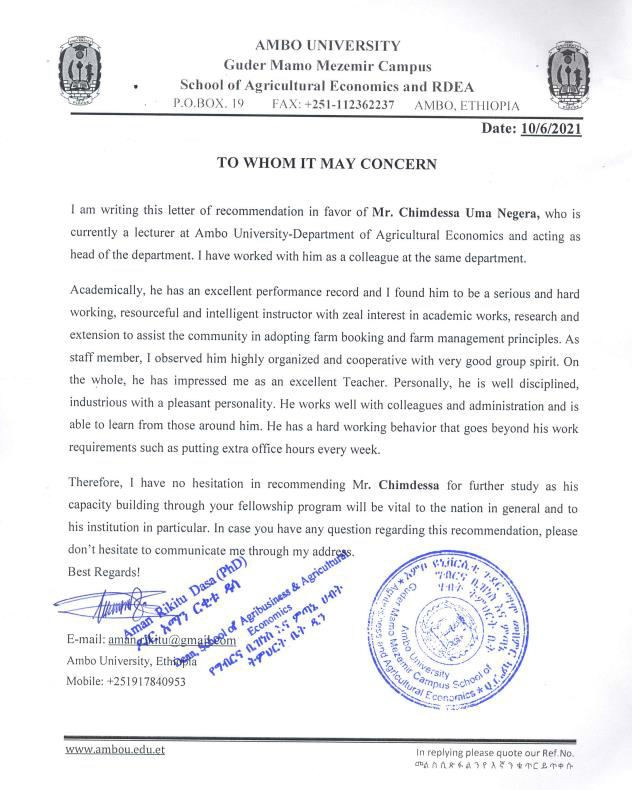 AMBO UNIVERSITY
Guder Mamo Mezemir Campus
School of Agricultural Economics and RDEA
P.O.BOX. 19 FAX: +251-112362237 AMBO, ETHIOPIA
Date: 10/6/2021
TO WHOM IT MAY CONCERN
I am writing this letter of recommendation in favor of Mr. Chimdessa Uma Negera, who is
currently a lecturer at Ambo University-Department of Agricultural Economics and acting as
head of the department. I have worked with him as a colleague at the same department.
Academically, he has an excellent performance record and I found him to be a serious and hard
working, resourceful and intelligent instructor with zeal interest in academic works, research and
extension to assist the community in adopting farm booking and farm management principles. As
staff member, I observed him highly organized and cooperative with very good group spirit. On
the whole, he has impressed me as an excellent Teacher. Personally, he is well disciplined,
industrious with a pleasant personality. He works well with colleagues and administration and is
able to learn from those around him. He has a hard working behavior that goes beyond his work
requirements such as putting extra office hours every week.
Therefore, I have no hesitation in recommending Mr. Chimdessa for further study as his
capacity building through your fellowship program will be vital to the nation in general and to
his institution in particular. In case you have any question regarding this recommendation, please
don't hesitate to communicate me through my address.
Best Regards!
Aman Rikitu Dasa (PhD)
ዶ/ር አማን ርቂቱ ዳሳ
Dean, School of Agribusiness & Agricultural
Economics
የግብርና ቢዝነስ እና ምጣኔ ሀብት
ትምህርት ቤት ዲን
E-mail: aman.rikitu@gmail.com
Ambo University, Ethiopia
Mobile: +251917840953
Ambo University
Guder Mamo Mezemir Campus School of
and Agricultural Economics
www.ambou.edu.et
In replying please quote our Ref.No.